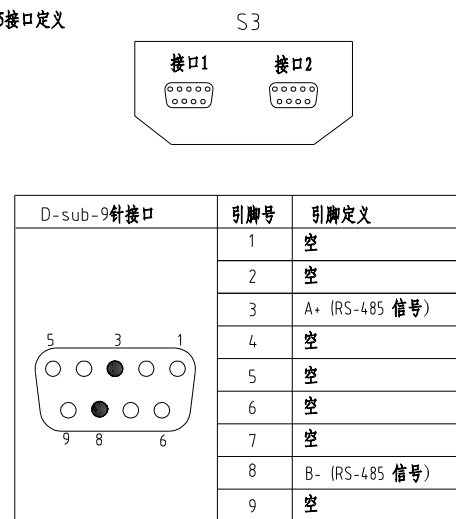 5接口定义
S3
接口1 接口2
D-sub-9针接口 引脚号 引脚定义
1 空
2 空
3 A+ (RS-485 信号)
4 空
5 空
6 空
7 空
8 B- (RS-485 信号)
9 空
5 3 1
9 8 6